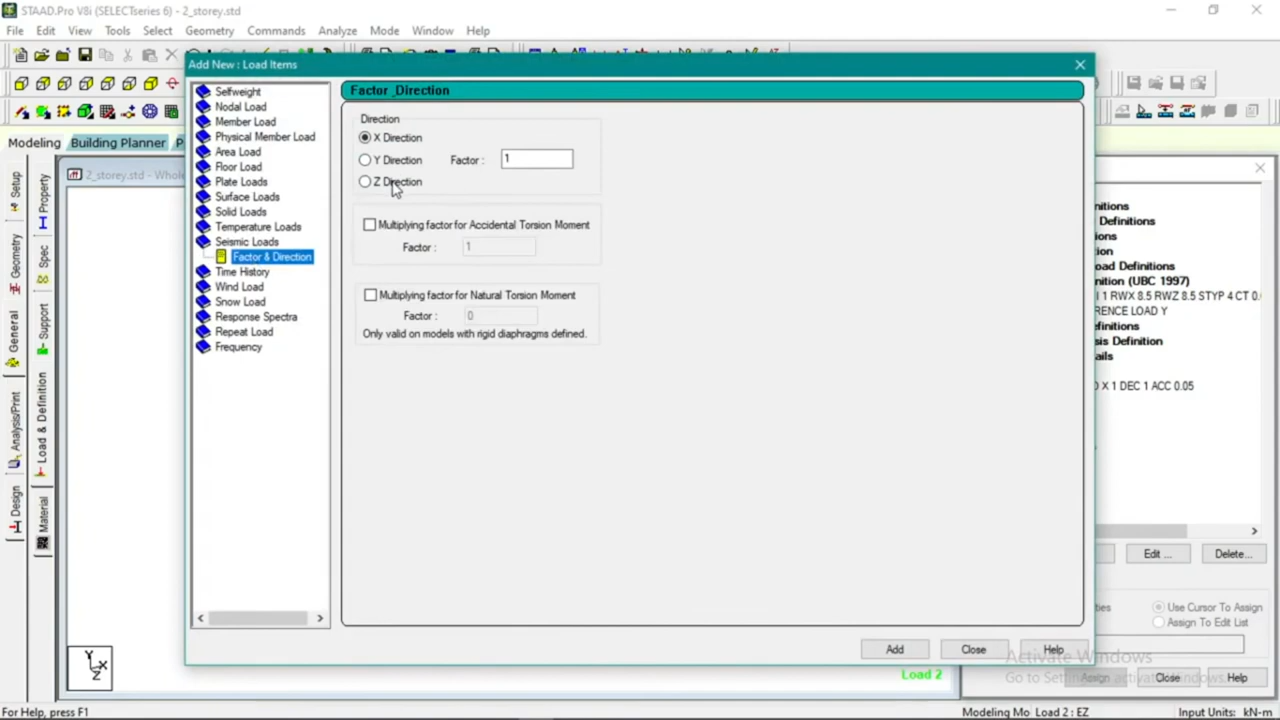 STAAD.Pro V8i (SELECTseries 6) - 2_storey.std
File Edit View Tools Select Geometry Commands Analyze Mode Window Help
Add New : Load Items
Modeling Building Planner P
2_storey.std - Whole
Setup
Geometry
General
Analysis/Print
Design
Property
Spec
Support
Load & Definition
Material
Selfweight
Nodal Load
Member Load
Physical Member Load
Area Load
Floor Load
Plate Loads
Surface Loads
Solid Loads
Temperature Loads
Seismic Loads
Factor & Direction
Time History
Wind Load
Snow Load
Response Spectra
Repeat Load
Frequency
Factor_Direction
Direction
X Direction
Y Direction Factor : 1
Z Direction
Multiplying factor for Accidental Torsion Moment
Factor : 1
Multiplying factor for Natural Torsion Moment
Factor : 0
Only valid on models with rigid diaphragms defined.
Add Close Help
nitions
Definitions
ons
ion
oad Definitions
nition (UBC 1997)
I 1 RWX 8.5 RWZ 8.5 STYP 4 CT 0.
RENCE LOAD Y
efinitions
sis Definition
ails
D X 1 DEC 1 ACC 0.05
Edit ... Delete...
ties
Use Cursor To Assign
Assign To Edit List
Assign Close Help
Activate Windows
Go to Settings to activate Windows.
Y
X
Z
Load 2
For Help, press F1
Modeling Mo Load 2 : EZ Input Units: kN-m